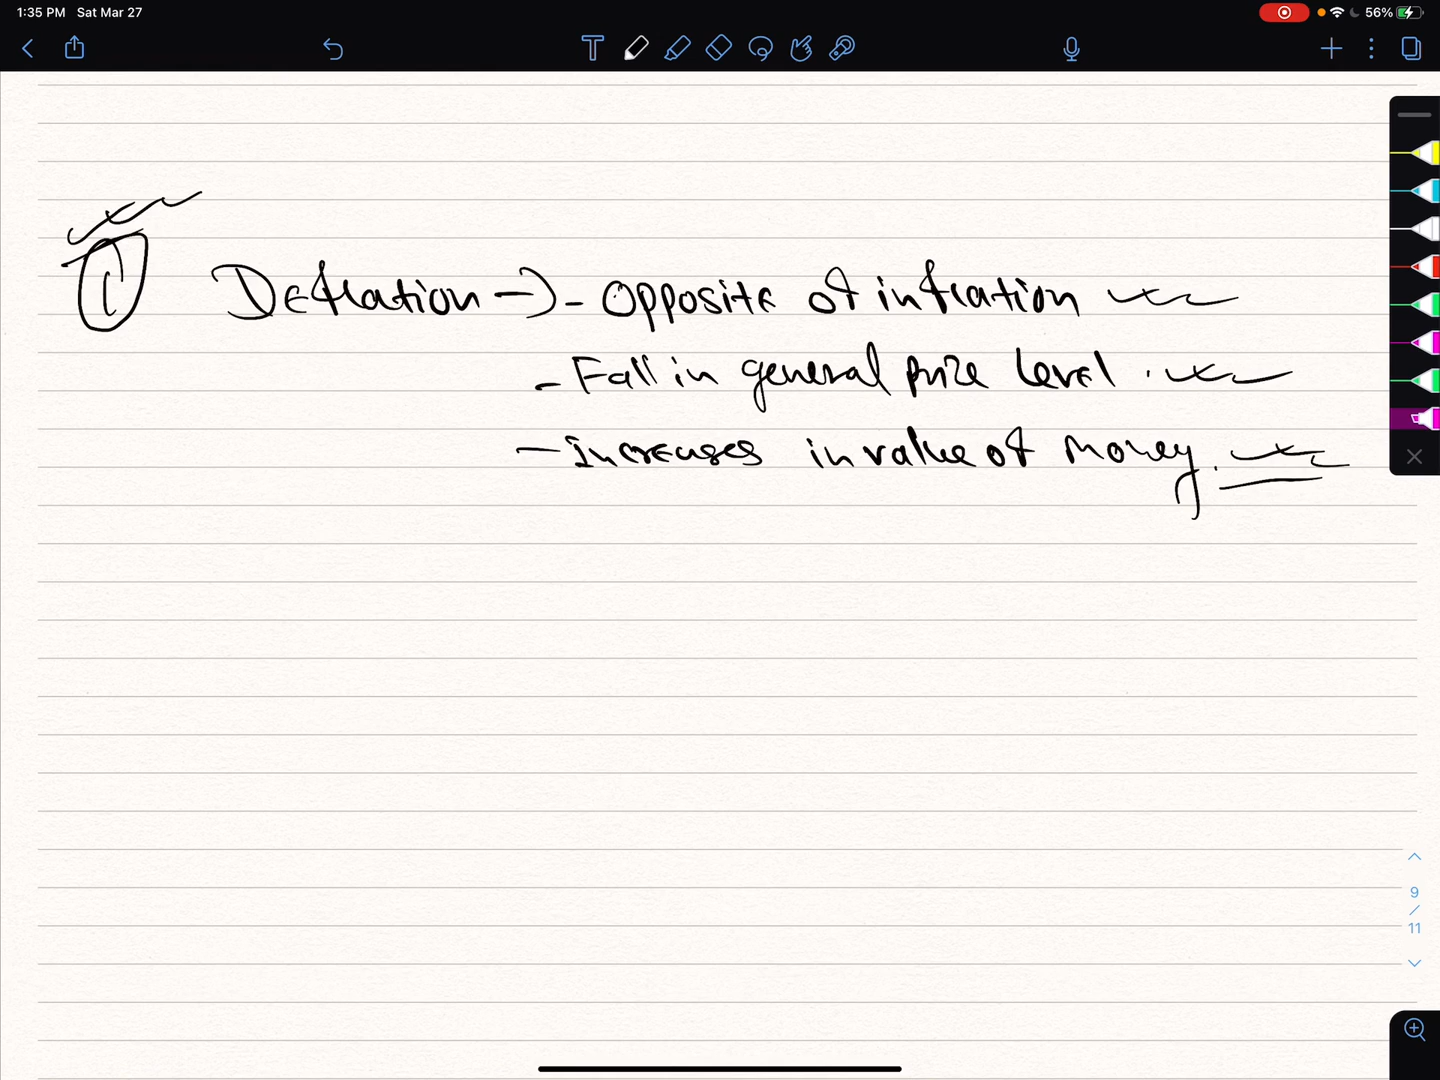 1:35 PM Sat Mar 27
56%
① Deflation → - Opposite of inflation
- Fall in general prize level.
- Increases in value of money.
9
/
11